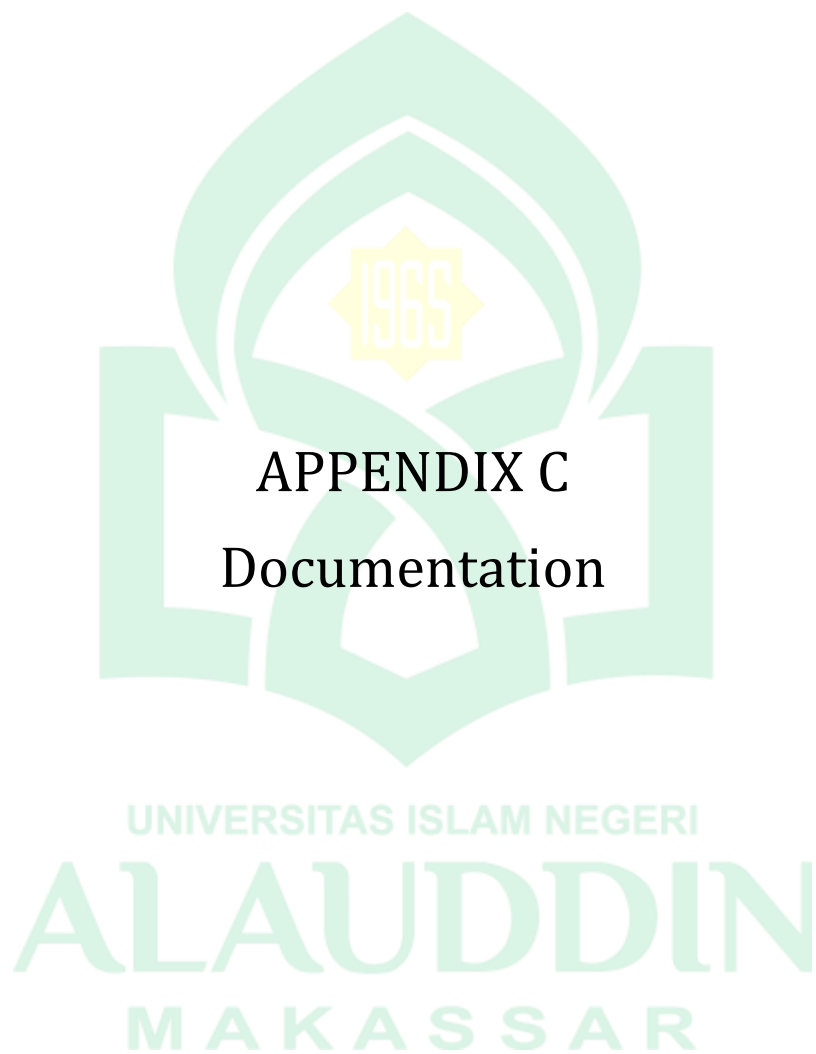 1965
APPENDIX C
Documentation
UNIVERSITAS ISLAM NEGERI
ALAUDDIN
MAKASSAR